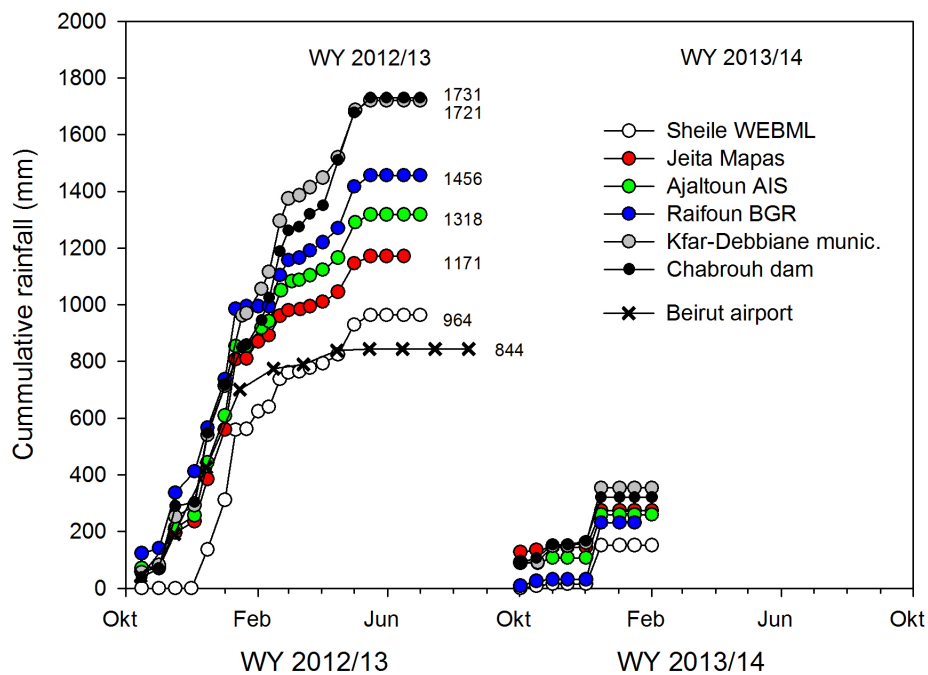 Cummulative rainfall (mm)
2000
1800
1600
1400
1200
1000
800
600
400
200
0
WY 2012/13
WY 2013/14
1731
1721
1456
1318
1171
964
844
Sheile WEBML
Jeita Mapas
Ajaltoun AIS
Raifoun BGR
Kfar-Debbiane munic.
Chabrouh dam
Beirut airport
Okt Feb Jun Okt Feb Jun Okt
WY 2012/13 WY 2013/14